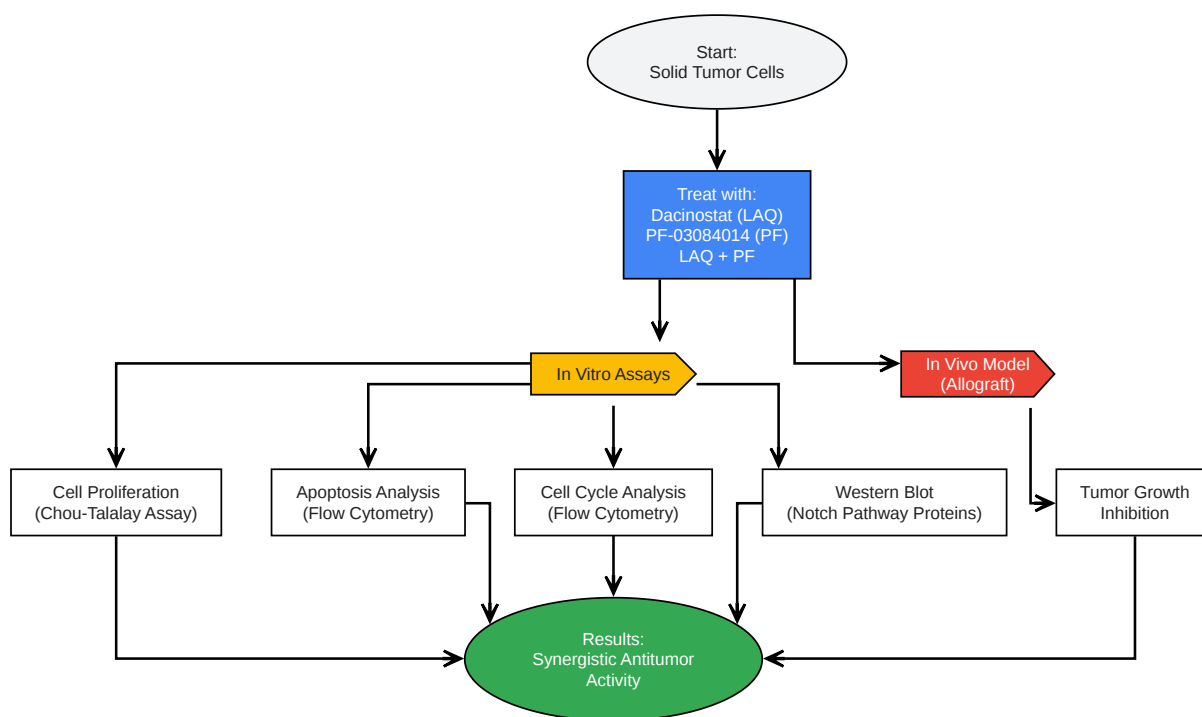 Start:
Solid Tumor Cells
Treat with:
Dacinostat (LAQ)
PF-03084014 (PF)
LAQ + PF
In Vitro Assays
In Vivo Model
(Allograft)
Cell Proliferation
(Chou-Talalay Assay)
Apoptosis Analysis
(Flow Cytometry)
Cell Cycle Analysis
(Flow Cytometry)
Western Blot
(Notch Pathway Proteins)
Tumor Growth
Inhibition
Results:
Synergistic Antitumor
Activity